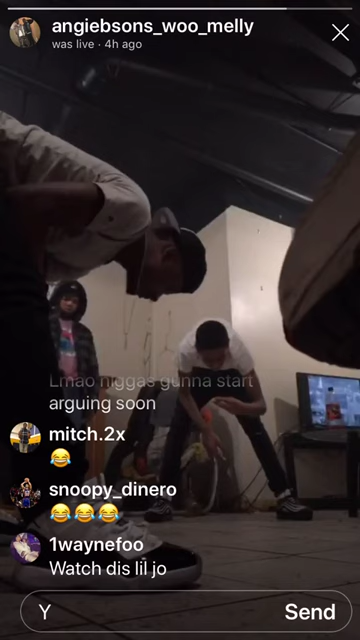 angiebsons_woo_melly
was live · 4h ago
Lmao niggas gunna start
arguing soon
mitch.2x
😂
snoopy_dinero
😂😂😂
1waynefoo
Watch dis lil jo
Y
Send